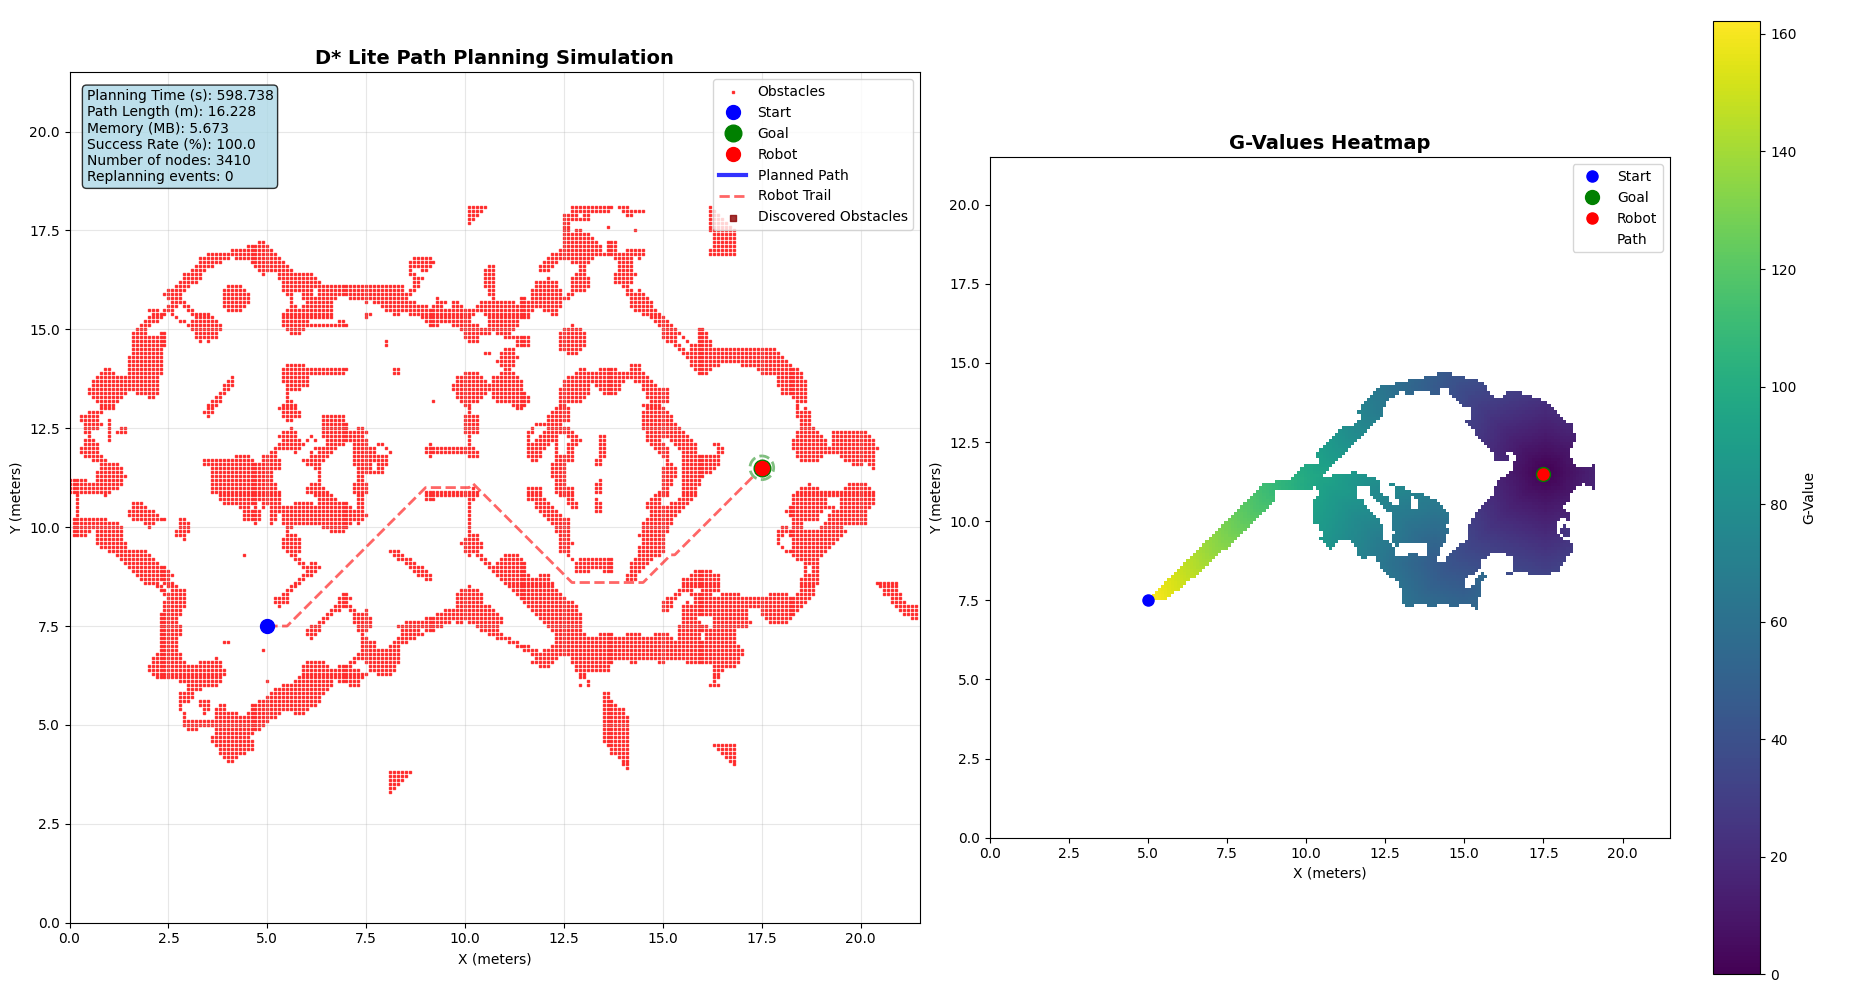 D* Lite Path Planning Simulation
Planning Time (s): 598.738
Path Length (m): 16.228
Memory (MB): 5.673
Success Rate (%): 100.0
Number of nodes: 3410
Replanning events: 0
Obstacles
Start
Goal
Robot
Planned Path
Robot Trail
Discovered Obstacles
20.0
17.5
15.0
12.5
10.0
7.5
5.0
2.5
0.0
Y (meters)
0.0 2.5 5.0 7.5 10.0 12.5 15.0 17.5 20.0
X (meters)
G-Values Heatmap
Start
Goal
Robot
Path
20.0
17.5
15.0
12.5
10.0
7.5
5.0
2.5
0.0
Y (meters)
0.0 2.5 5.0 7.5 10.0 12.5 15.0 17.5 20.0
X (meters)
160
140
120
100
80
60
40
20
0
G-Value